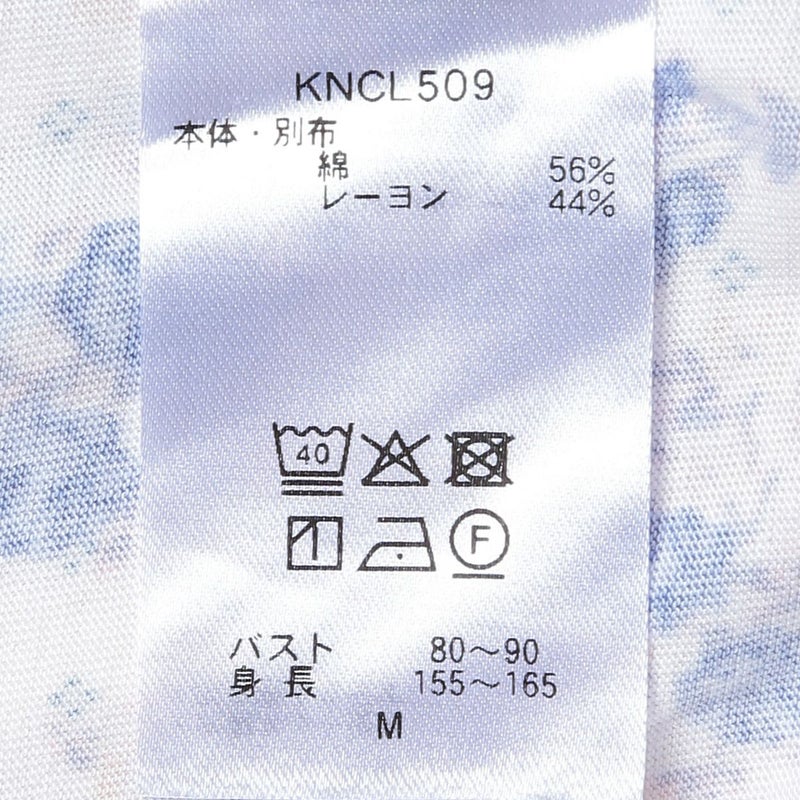 KNCL509
本体・別布
綿 56%
レーヨン 44%
40
F
バスト 80～90
身長 155～165
M